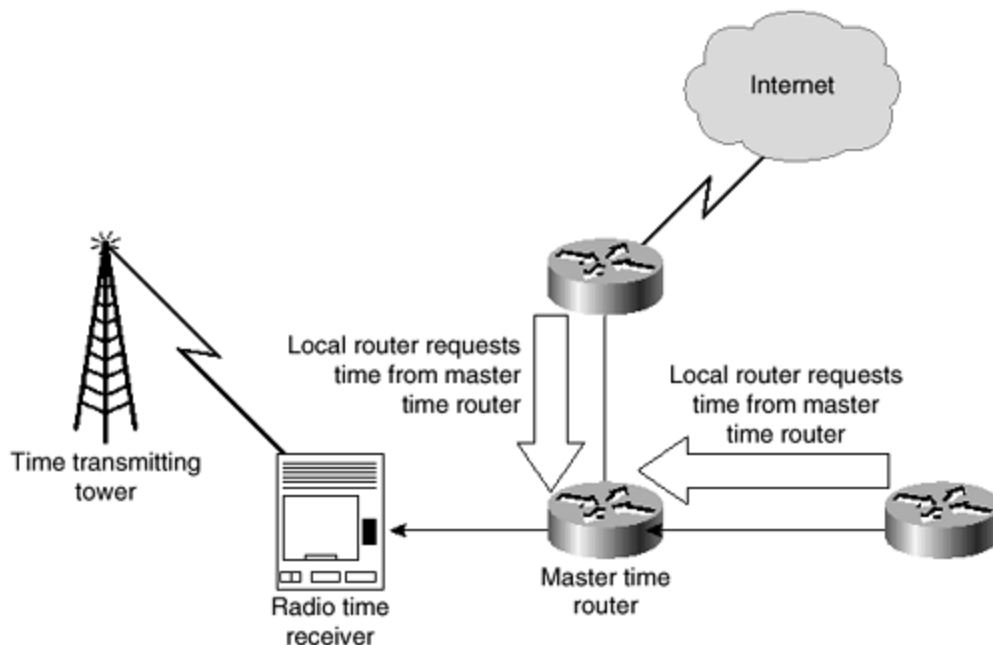 Internet
Local router requests
time from master
time router
Local router requests
time from master
time router
Time transmitting
tower
Master time
router
Radio time
receiver